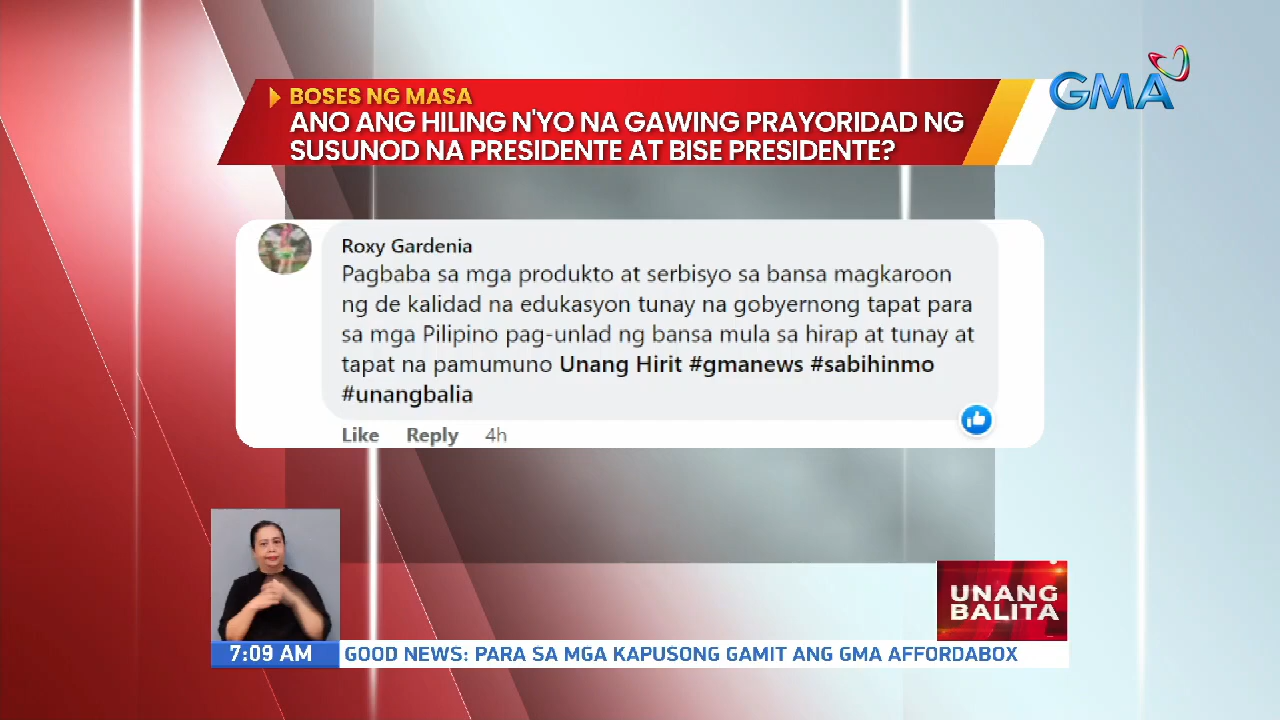 BOSES NG MASA
ANO ANG HILING N'YO NA GAWING PRAYORIDAD NG
SUSUNOD NA PRESIDENTE AT BISE PRESIDENTE?
GMA
Roxy Gardenia
Pagbaba sa mga produkto at serbisyo sa bansa magkaroon
ng de kalidad na edukasyon tunay na gobyernong tapat para
sa mga Pilipino pag-unlad ng bansa mula sa hirap at tunay at
tapat na pamumuno Unang Hirit #gmanews #sabihinmo
#unangbalia
Like Reply 4h
UNANG
BALITA
7:09 AM GOOD NEWS: PARA SA MGA KAPUSONG GAMIT ANG GMA AFFORDABOX